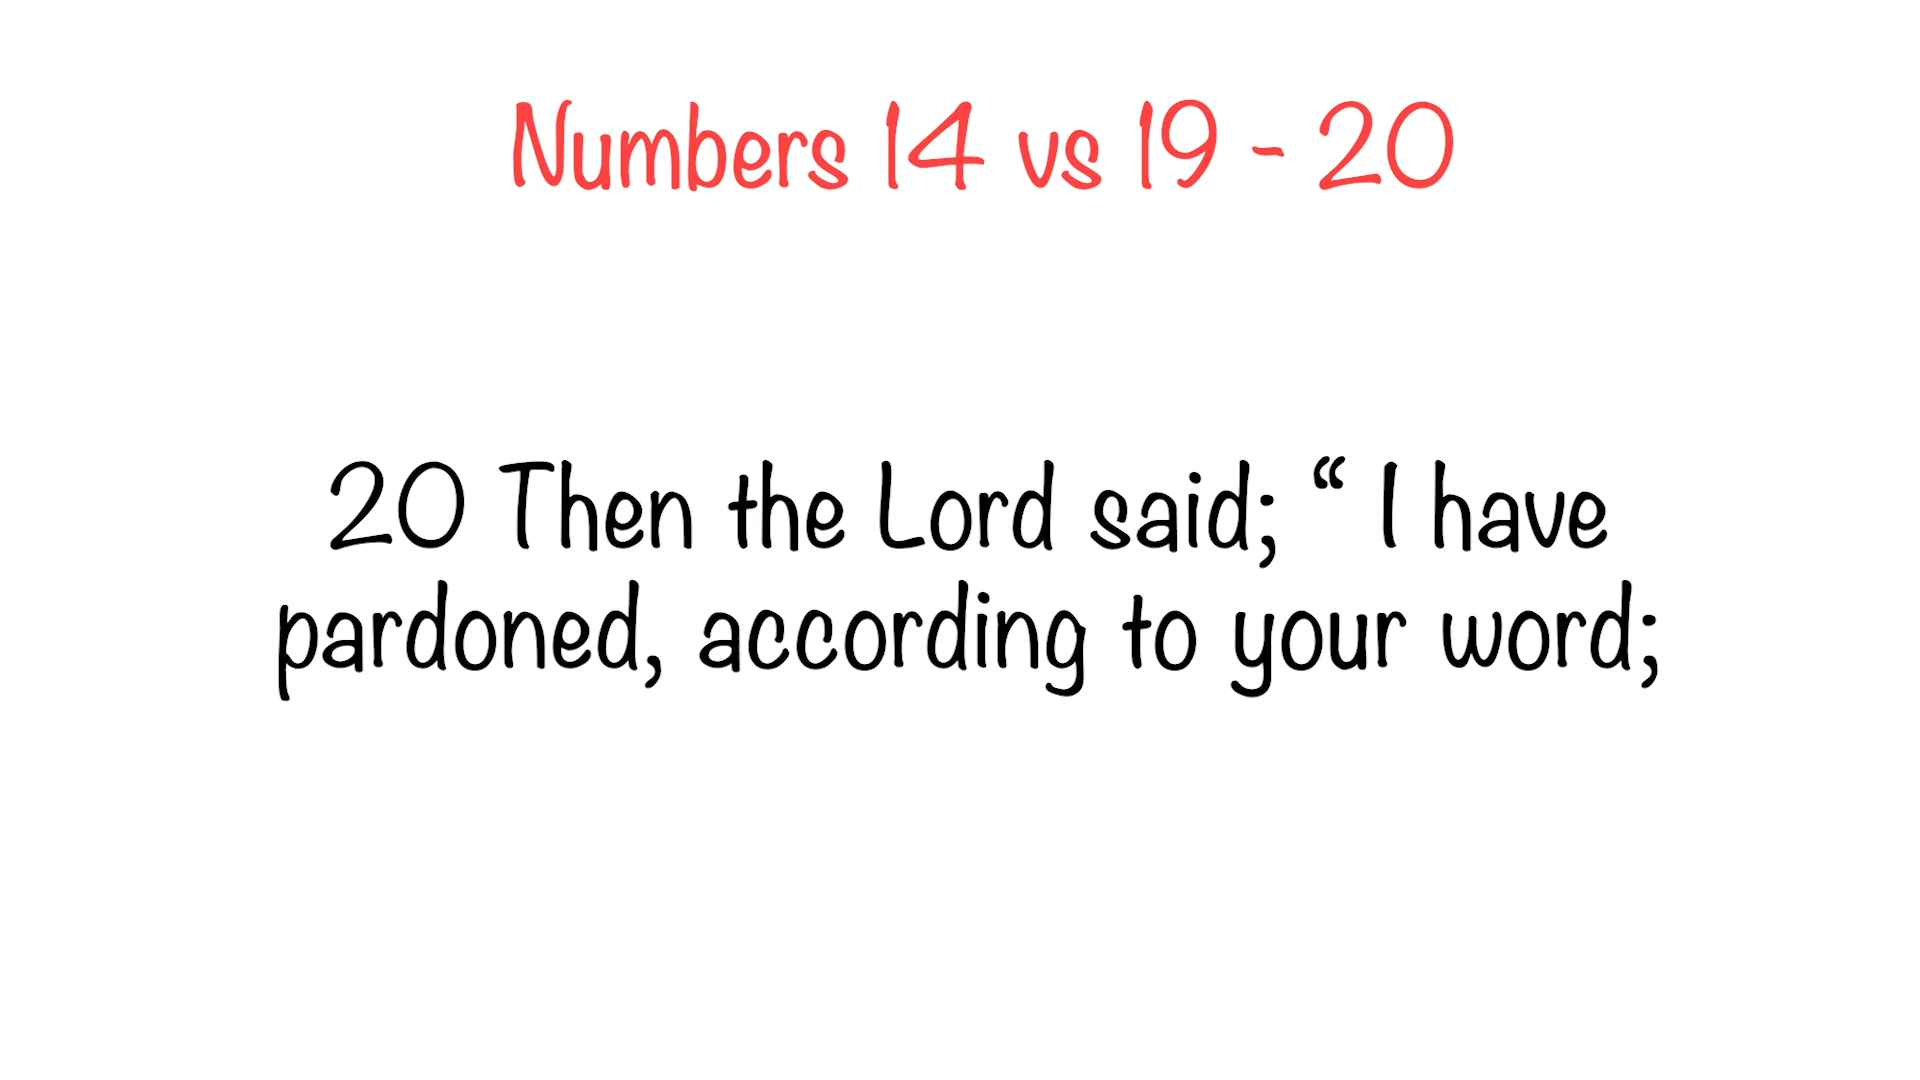 Numbers 14 vs 19 - 20
20 Then the Lord said; “ I have
pardoned, according to your word;